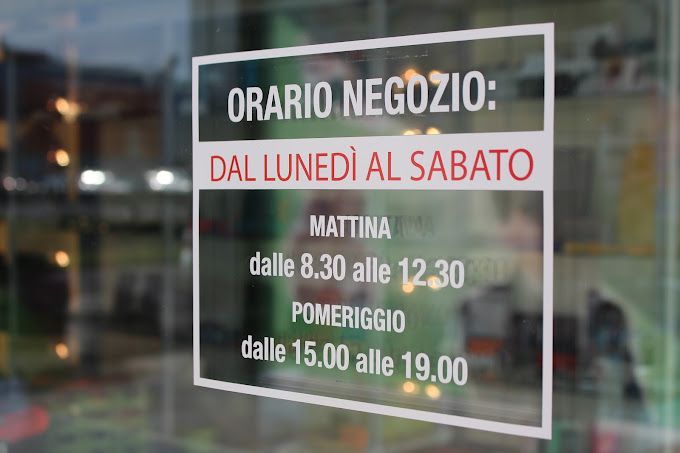 ORARIO NEGOZIO:
DAL LUNEDÌ AL SABATO
MATTINA
dalle 8.30 alle 12.30
POMERIGGIO
dalle 15.00 alle 19.00